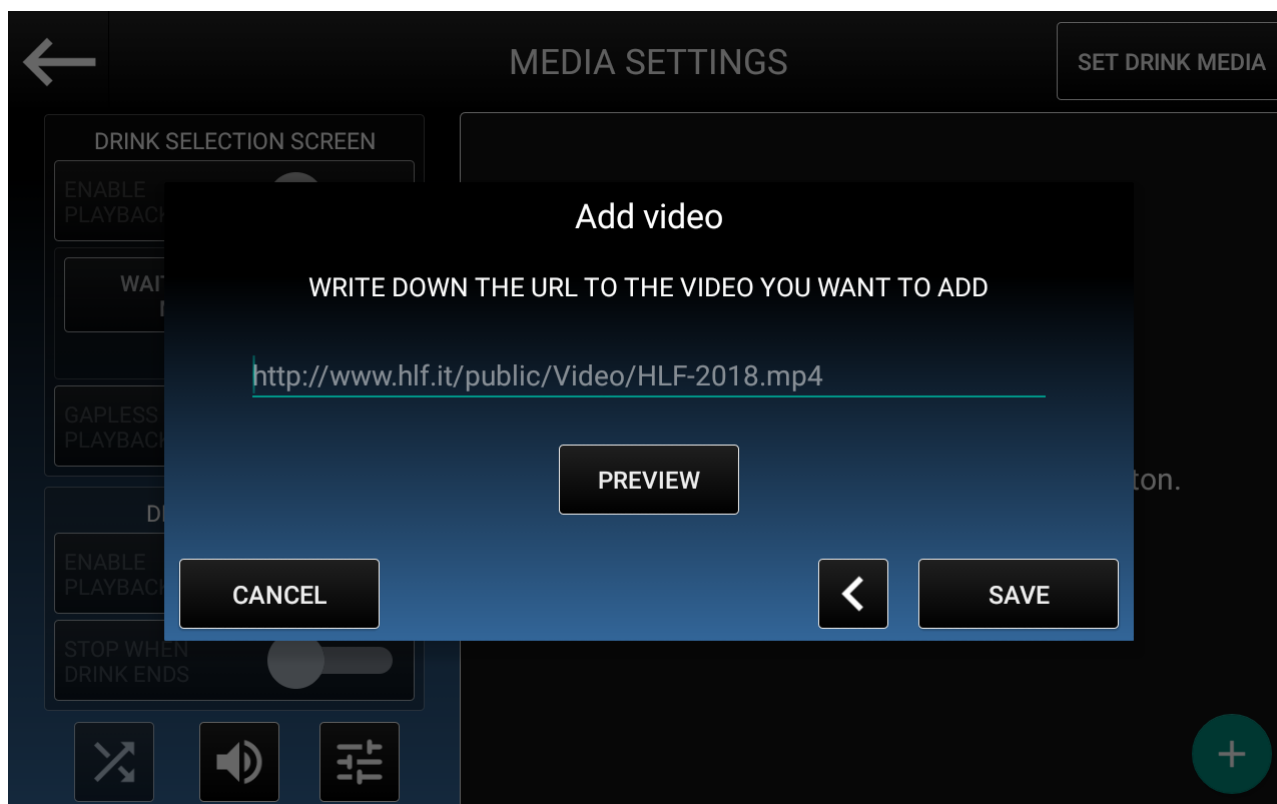 MEDIA SETTINGS
SET DRINK MEDIA
DRINK SELECTION SCREEN
ENABLE
PLAYBACK
Add video
WRITE DOWN THE URL TO THE VIDEO YOU WANT TO ADD
WAI
http://www.hlf.it/public/Video/HLF-2018.mp4
GAPLESS
PLAYBACK
PREVIEW
ton.
D
ENABLE
PLAYBACK
CANCEL
SAVE
STOP WHEN
DRINK ENDS